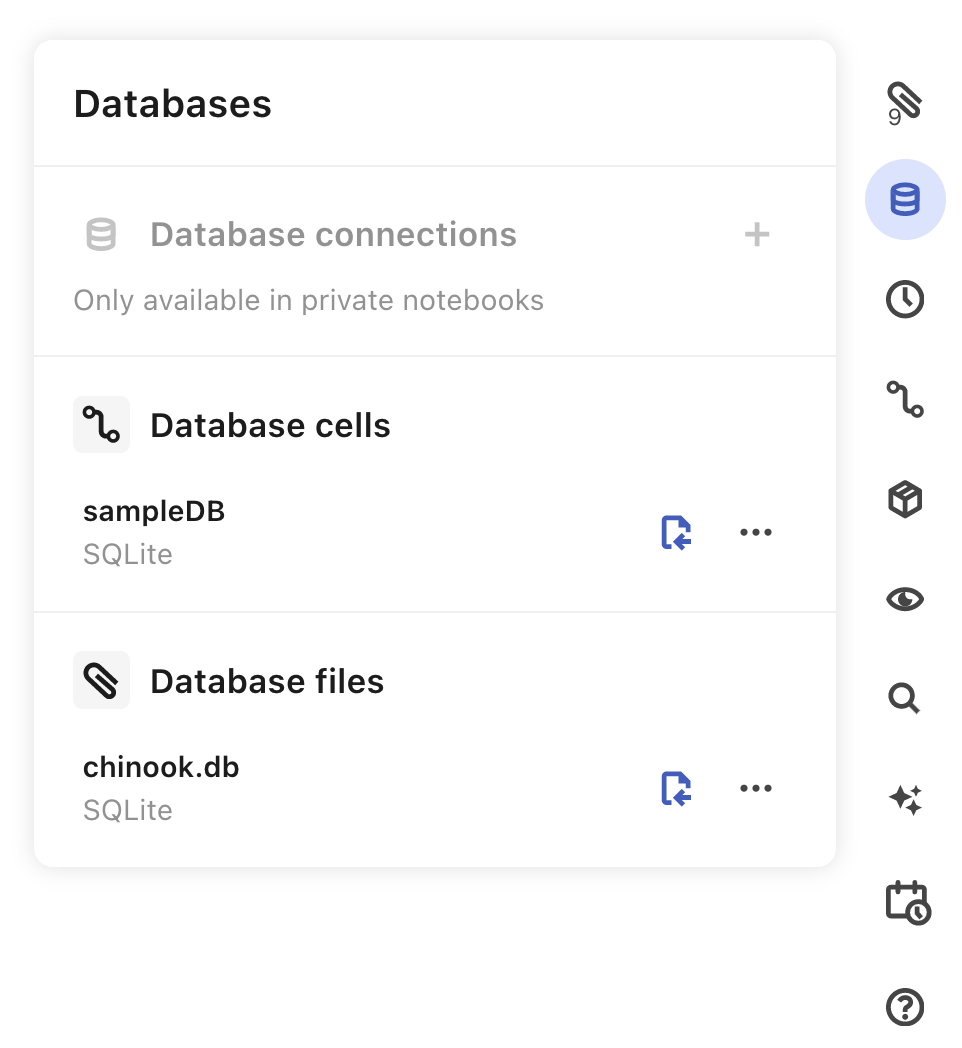 Databases
Database connections
Only available in private notebooks
Database cells
sampleDB
SQLite
Database files
chinook.db
SQLite
9